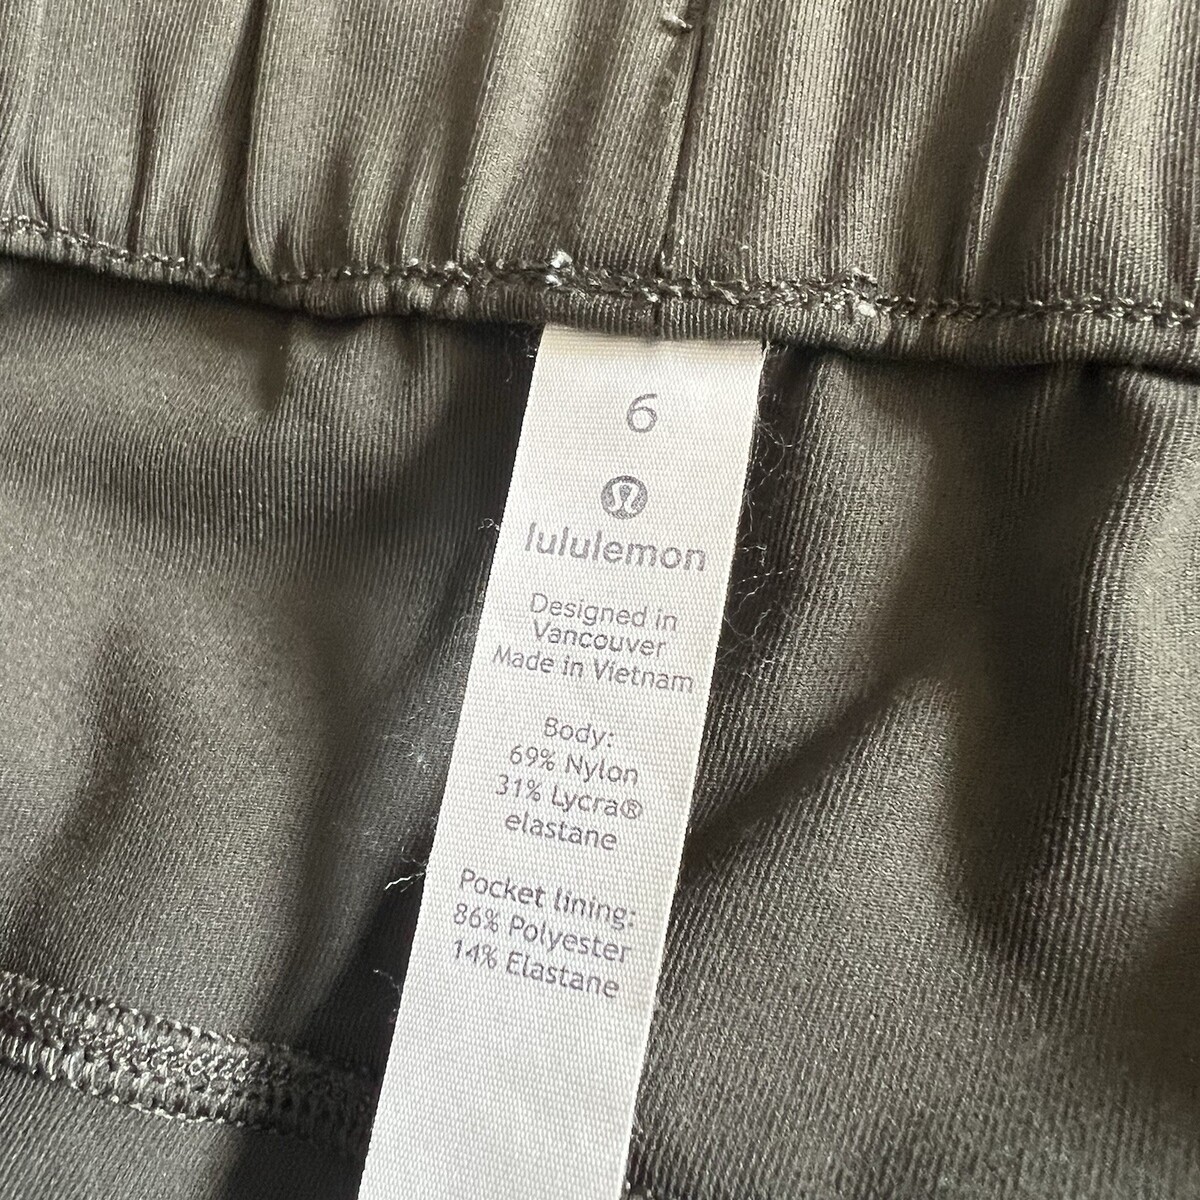 6
lululemon
Designed in
Vancouver
Made in Vietnam
Body:
69% Nylon
31% Lycra®
elastane
Pocket lining:
86% Polyester
14% Elastane